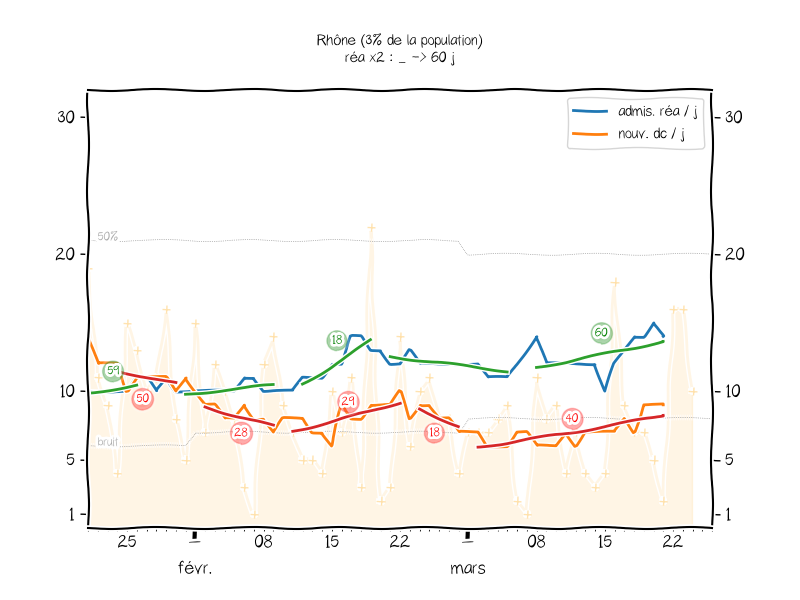 Rhône (3% de la population)
réa x2 : _ -> 60 j
admis. réa / j
nouv. dc / j
30 30
50%
20 20
18
60
59
50
29
10 10
40
28
18
bruit
5 5
1 1
25 1 08 15 22 1 08 15 22
févr. mars